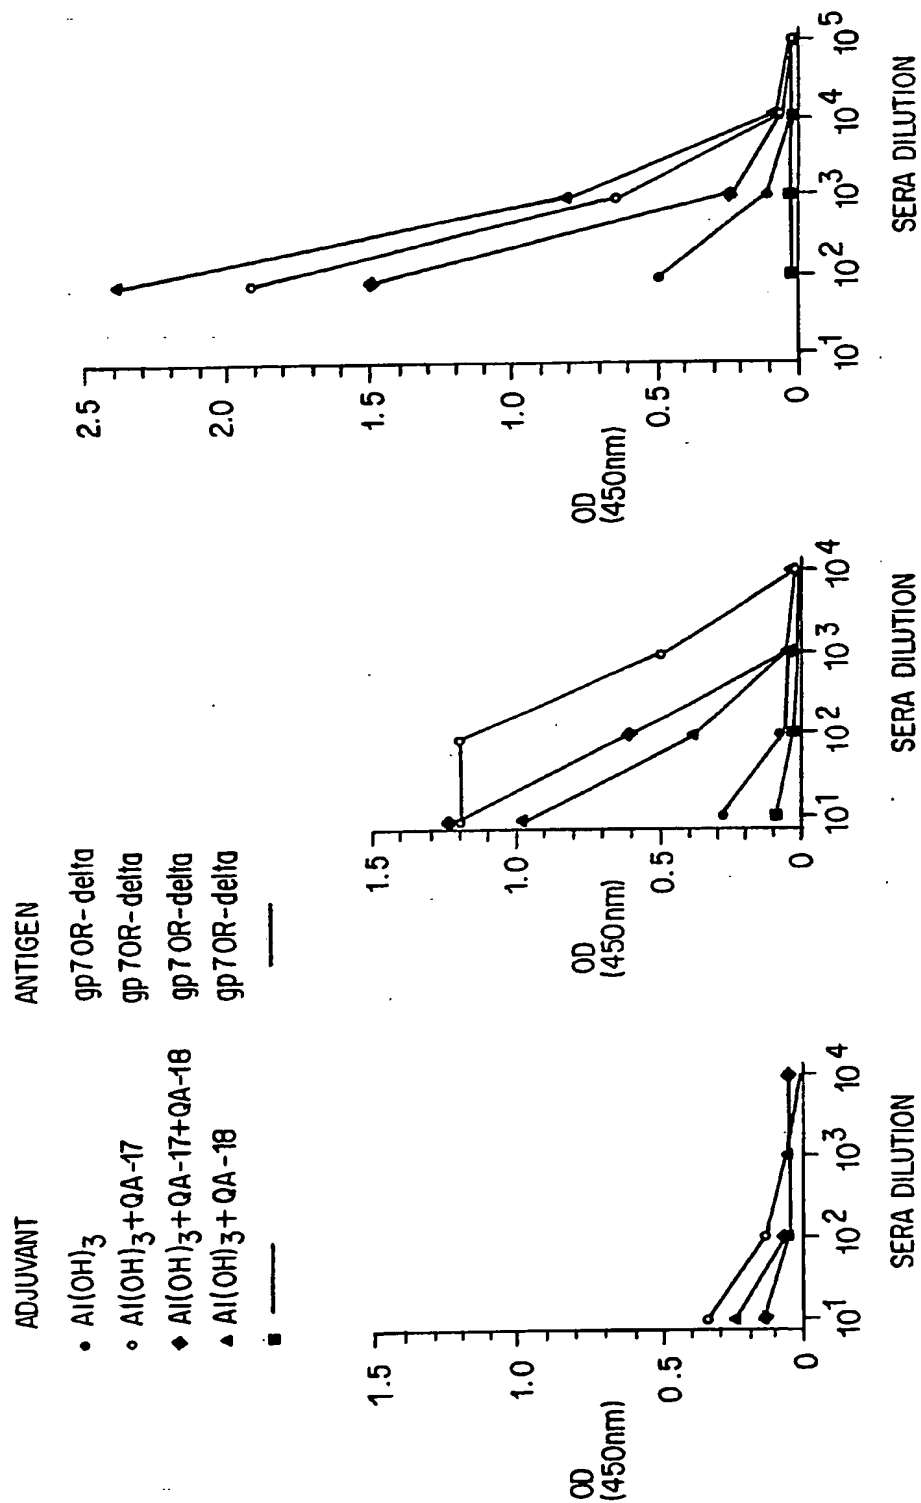 ADJUVANT ANTIGEN
● Al(OH)3 gp70R-delta
○ Al(OH)3+QA-17 gp70R-delta
◆ Al(OH)3+QA-17+QA-18 gp70R-delta
▲ Al(OH)3+QA-18 gp70R-delta
■ —— ——
1.5
1.0
0.5
0
OD
(450nm)
10^1 10^2 10^3 10^4
SERA DILUTION
1.5
1.0
0.5
0
OD
(450nm)
10^1 10^2 10^3 10^4
SERA DILUTION
2.5
2.0
1.5
1.0
0.5
0
OD
(450nm)
10^1 10^2 10^3 10^4 10^5
SERA DILUTION